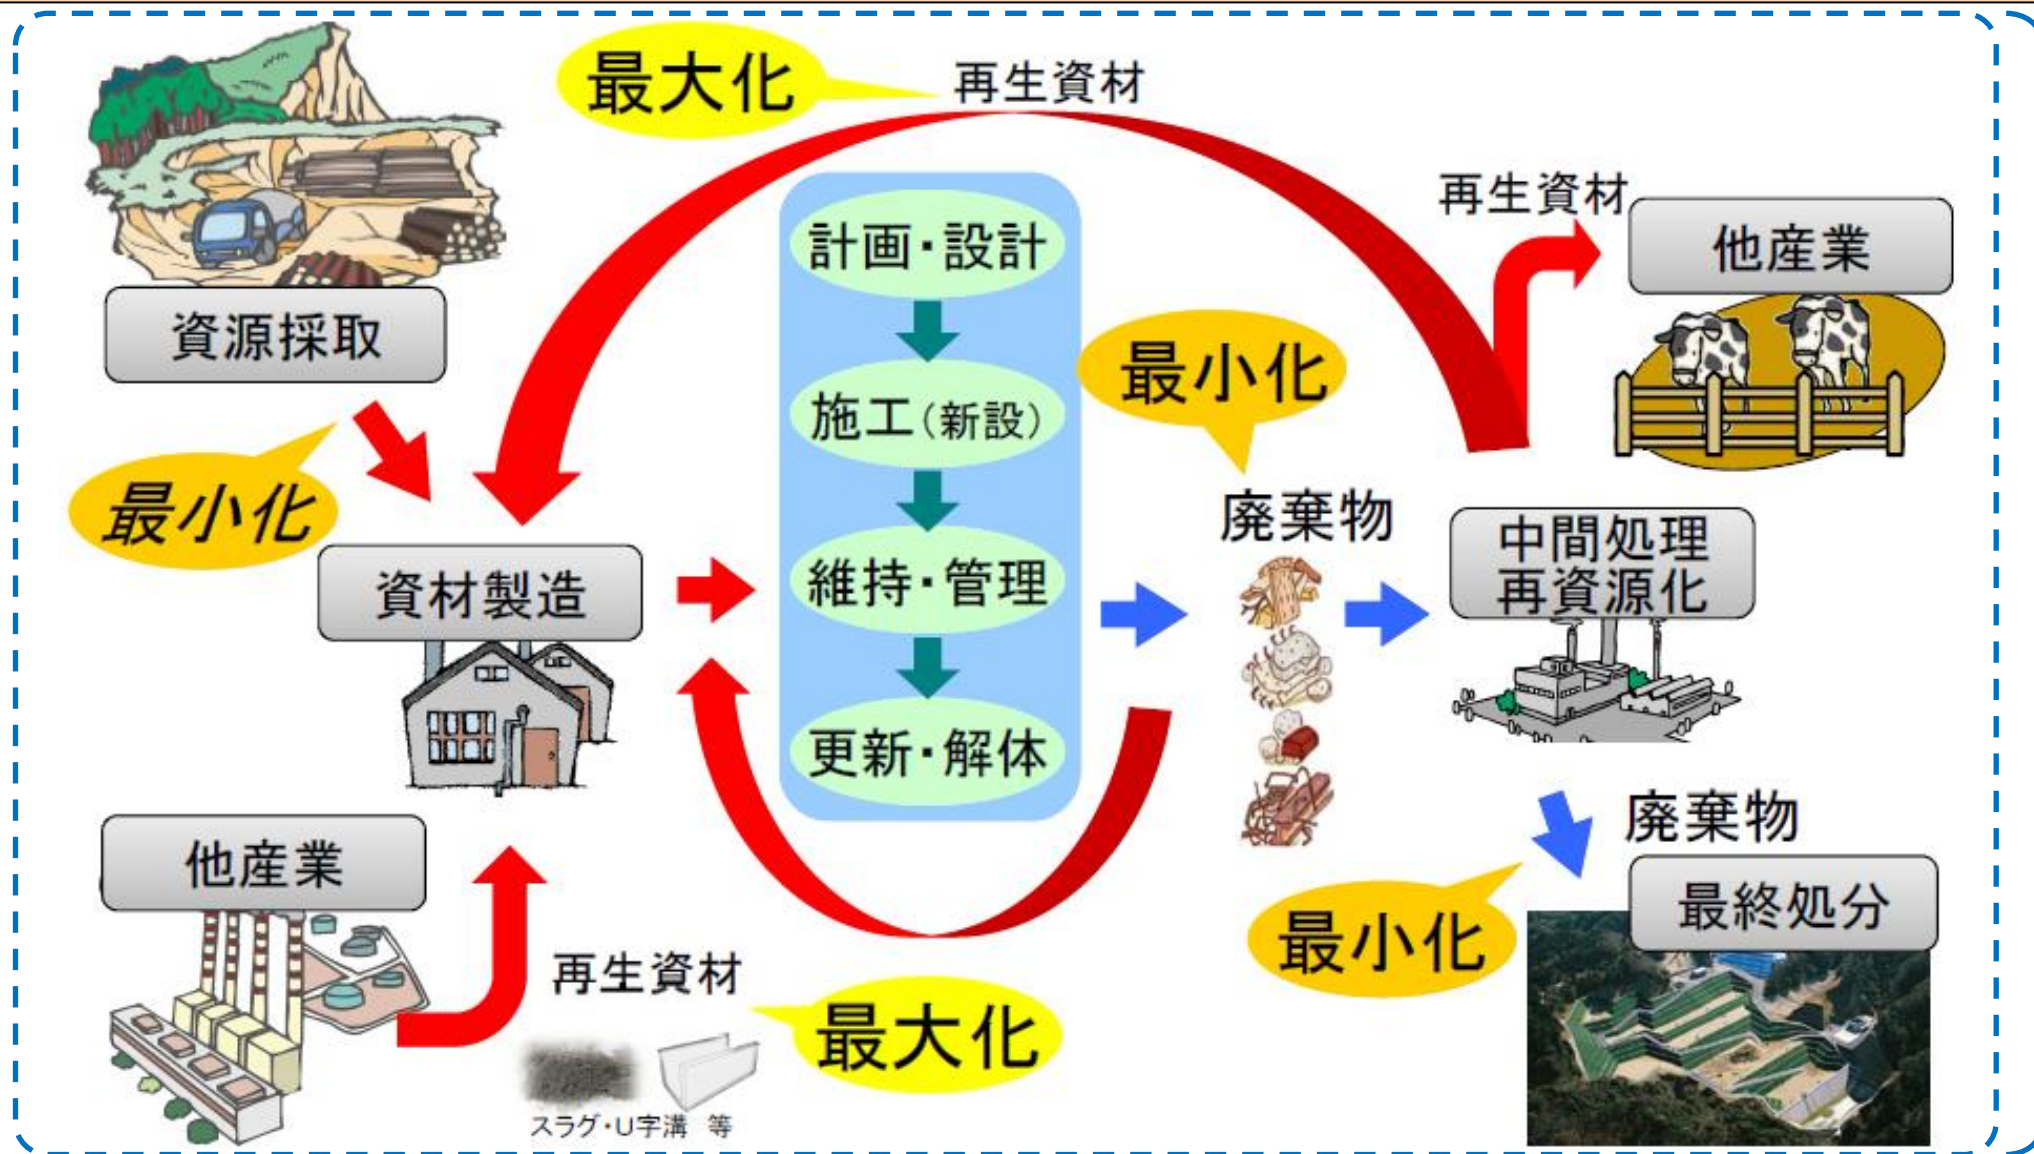 最大化
再生資材
再生資材
他産業
資源採取
計画・設計
施工(新設)
維持・管理
更新・解体
最小化
最小化
廃棄物
中間処理
再資源化
資材製造
廃棄物
最終処分
最小化
他産業
再生資材
最大化
スラグ・U字溝 等